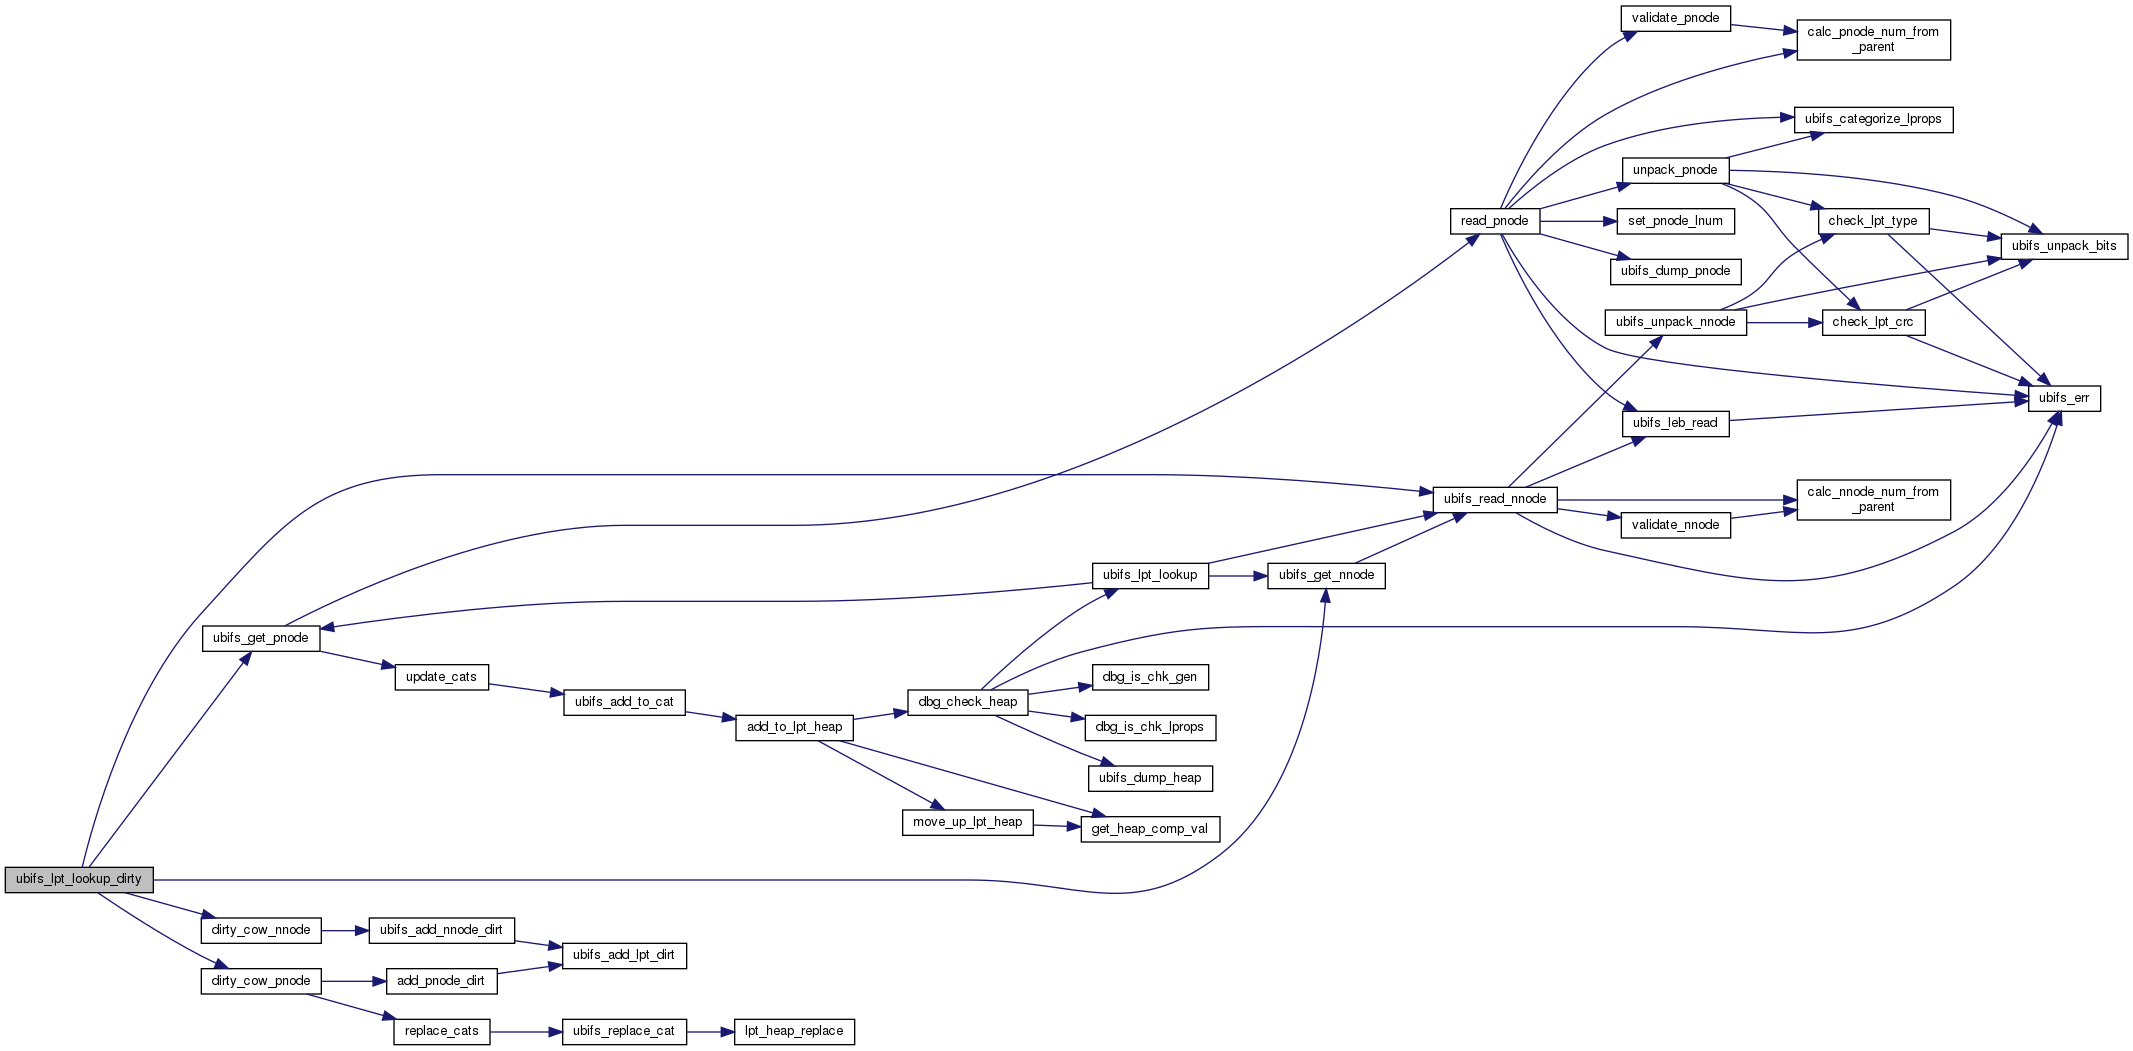 validate_pnode
calc_pnode_num_from
_parent
ubifs_categorize_lprops
unpack_pnode
read_pnode
set_pnode_lnum
check_lpt_type
ubifs_unpack_bits
ubifs_dump_pnode
ubifs_unpack_nnode
check_lpt_crc
ubifs_err
ubifs_leb_read
ubifs_read_nnode
calc_nnode_num_from
_parent
validate_nnode
ubifs_lpt_lookup
ubifs_get_nnode
ubifs_get_pnode
update_cats
dbg_is_chk_gen
ubifs_add_to_cat
dbg_check_heap
add_to_lpt_heap
dbg_is_chk_lprops
ubifs_dump_heap
move_up_lpt_heap
get_heap_comp_val
ubifs_lpt_lookup_dirty
dirty_cow_nnode
ubifs_add_nnode_dirt
ubifs_add_lpt_dirt
dirty_cow_pnode
add_pnode_dirt
replace_cats
ubifs_replace_cat
lpt_heap_replace